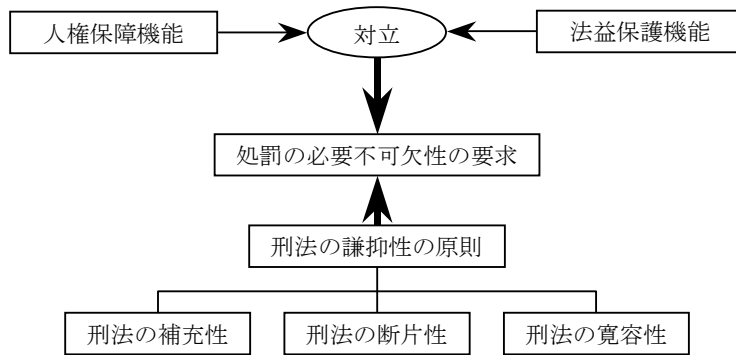 人権保障機能
対立
法益保護機能
処罰の必要不可欠性の要求
刑法の謙抑性の原則
刑法の補充性
刑法の断片性
刑法の寛容性